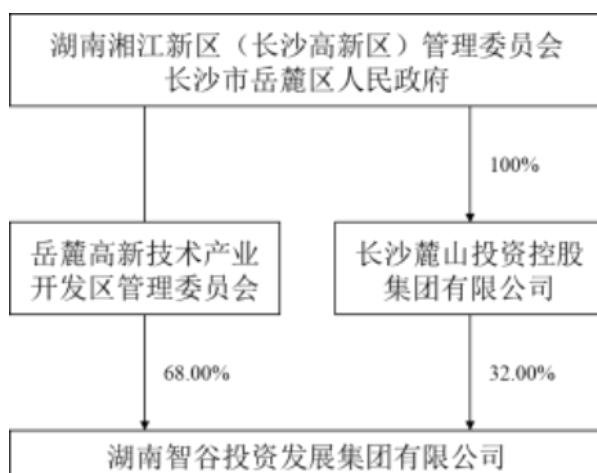 湖南湘江新区（长沙高新区）管理委员会
长沙市岳麓区人民政府
100%
岳麓高新技术产业
开发区管理委员会
长沙麓山投资控股
集团有限公司
68.00%
32.00%
湖南智谷投资发展集团有限公司